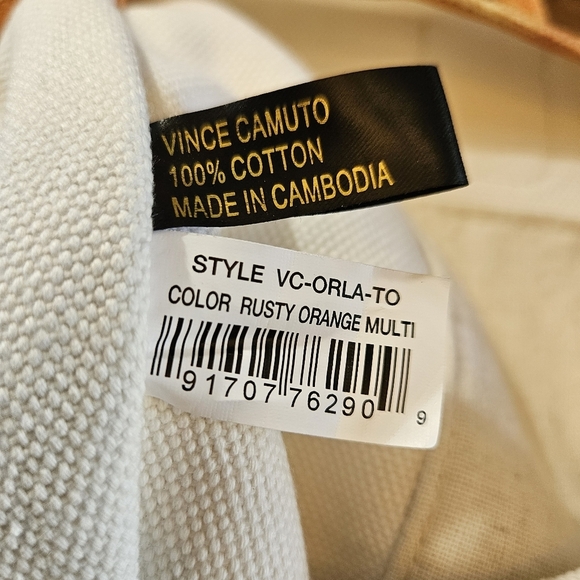 VINCE CAMUTO
100% COTTON
MADE IN CAMBODIA
STYLE VC-ORLA-TO
COLOR RUSTY ORANGE MULTI
91707 76290 9